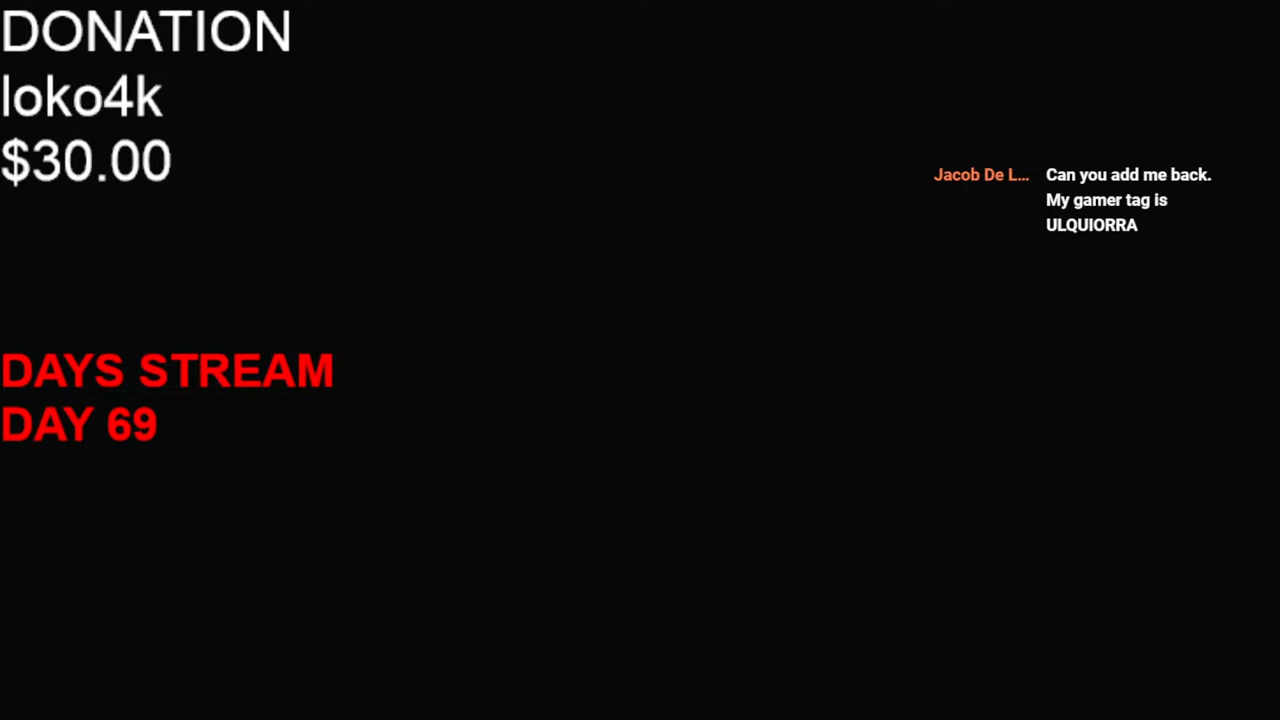 DONATION
loko4k
$30.00
Jacob De L... Can you add me back.
My gamer tag is
ULQUIORRA
DAYS STREAM
DAY 69